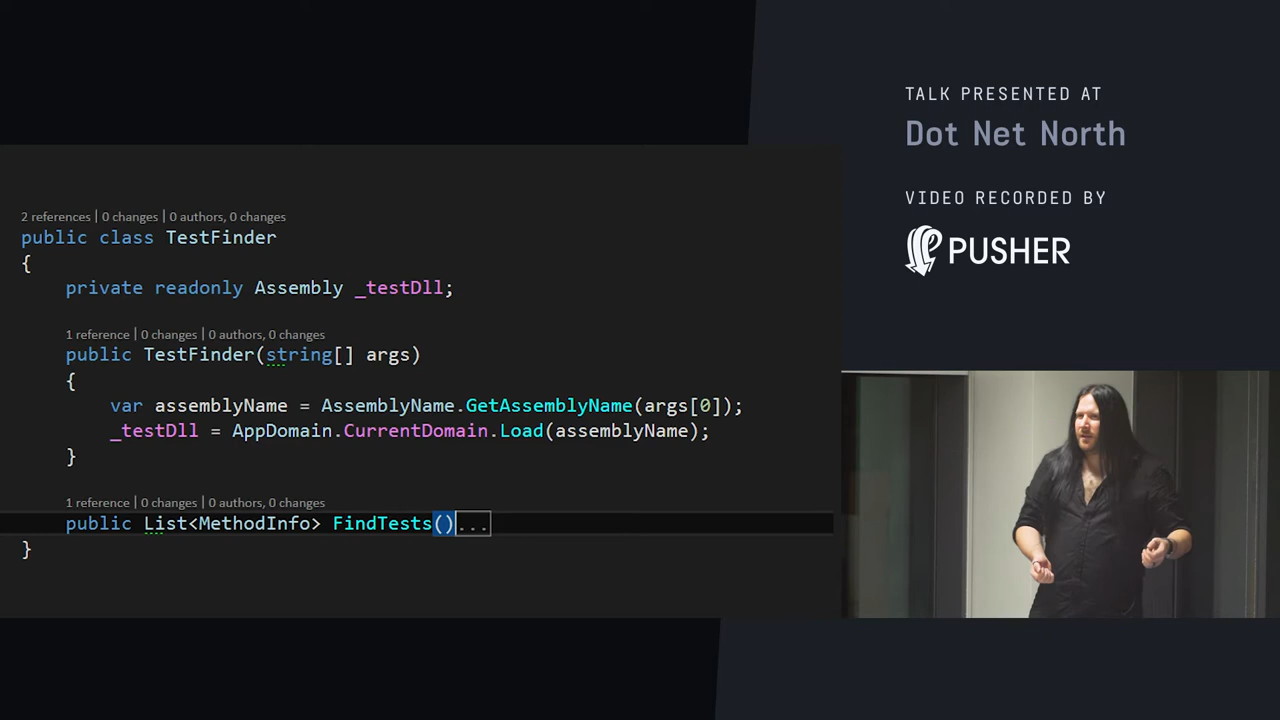 TALK PRESENTED AT
Dot Net North
VIDEO RECORDED BY
PUSHER
2 references | 0 changes | 0 authors, 0 changes
public class TestFinder
{
private readonly Assembly _testDll;
1 reference | 0 changes | 0 authors, 0 changes
public TestFinder(string[] args)
{
var assemblyName = AssemblyName.GetAssemblyName(args[0]);
_testDll = AppDomain.CurrentDomain.Load(assemblyName);
}
1 reference | 0 changes | 0 authors, 0 changes
public List<MethodInfo> FindTests()...
}